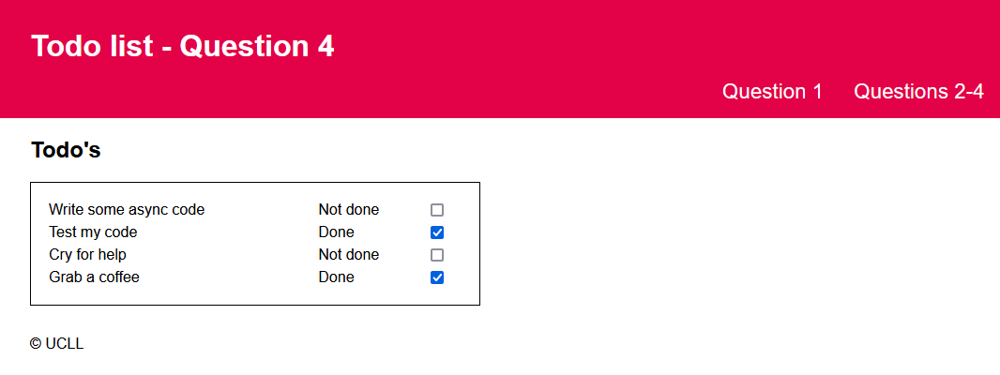 Todo list - Question 4
Question 1 Questions 2-4
Todo's
Write some async code Not done
Test my code Done
Cry for help Not done
Grab a coffee Done
© UCLL